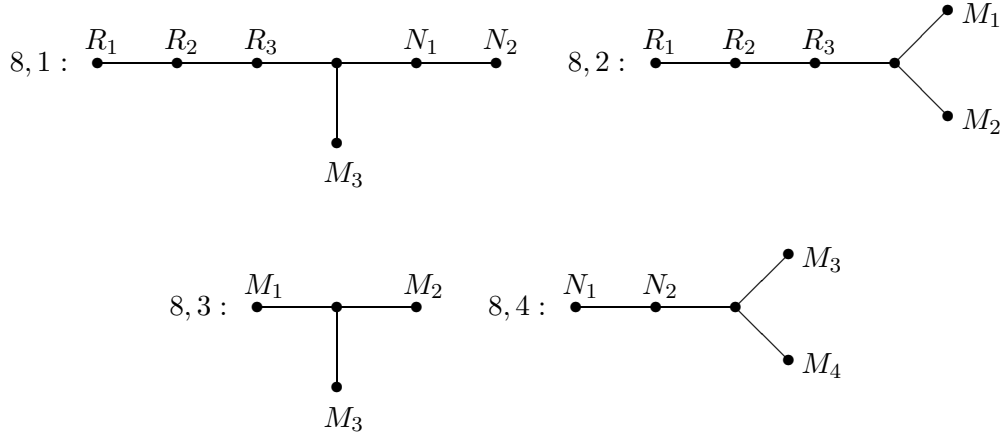 8, 1 : R₁ R₂ R₃ N₁ N₂ M₃
8, 2 : R₁ R₂ R₃ M₁ M₂
8, 3 : M₁ M₂ M₃
8, 4 : N₁ N₂ M₃ M₄